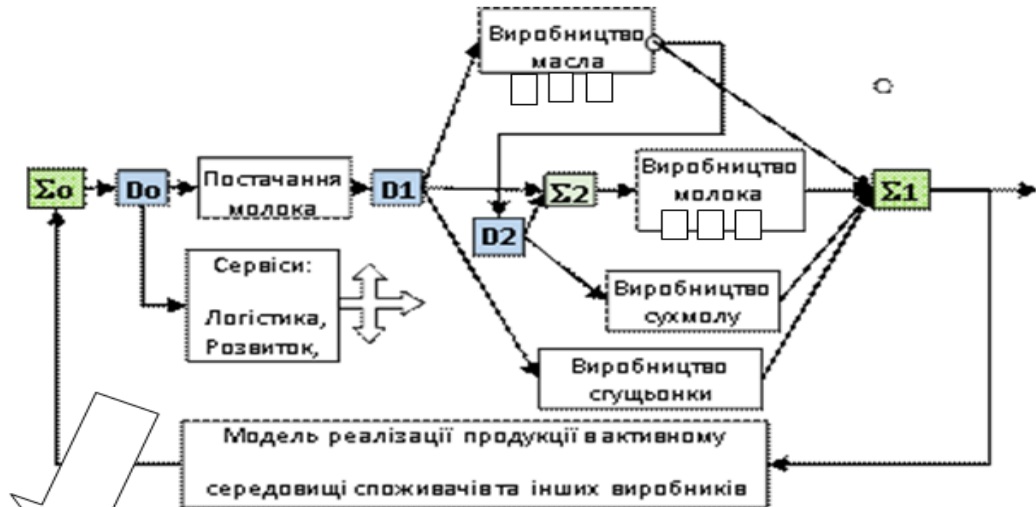 Виробництво
масла
Σo
Do
Постачання
молока
D1
Σ2
D2
Виробництво
молока
Σ1
Сервіси:
Логістика,
Розвиток,
Виробництво
сухмолу
Виробництво
сгущьонки
Модель реалізації продукції в активному
середовищі споживачів та інших виробників